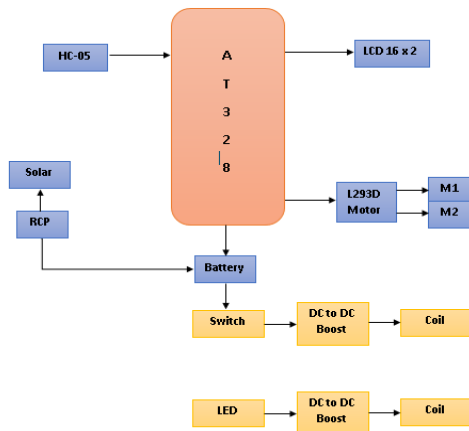 HC-05
A
T
3
2
8
LCD 16 x 2
Solar
RCP
L293D
Motor
M1
M2
Battery
Switch
DC to DC
Boost
Coil
LED
DC to DC
Boost
Coil